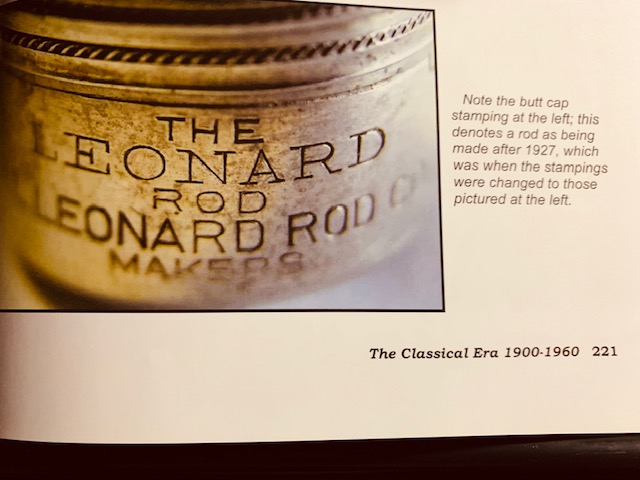 THE
LEONARD
ROD
LEONARD ROD CO
MAKERS
Note the butt cap
stamping at the left; this
denotes a rod as being
made after 1927, which
was when the stampings
were changed to those
pictured at the left.
The Classical Era 1900-1960 221